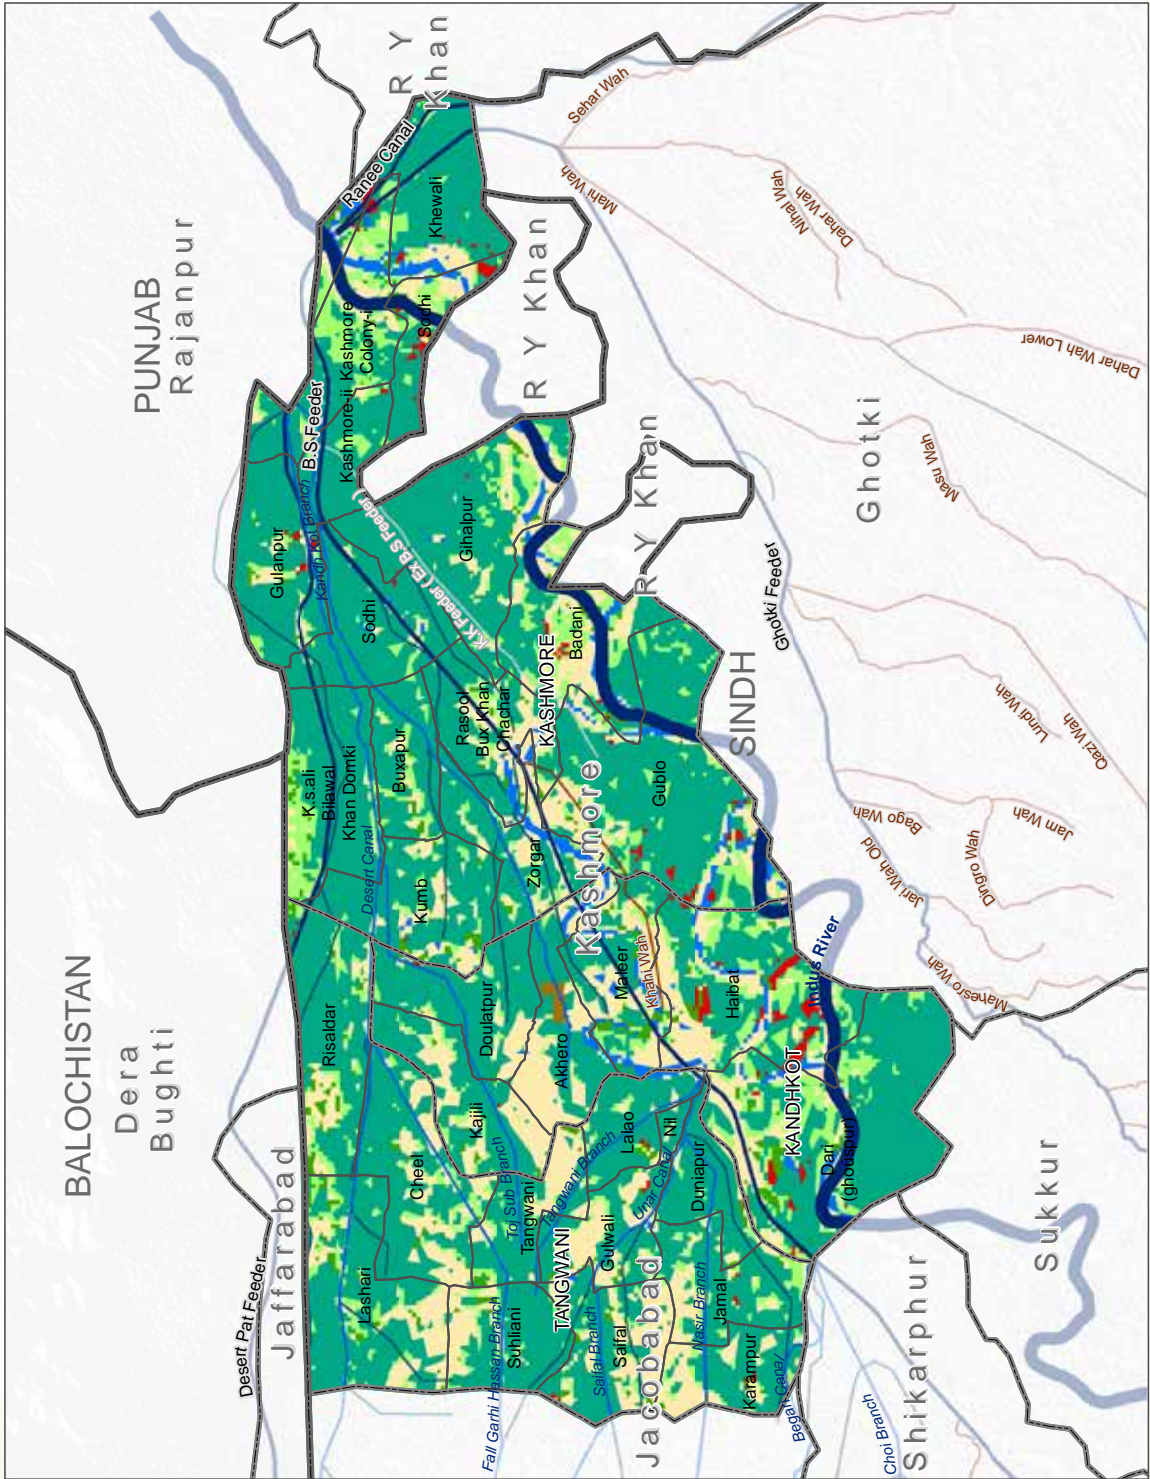 PUNJAB
Rajanpur
R Y
Khan
Ranee Canal
Khewali
Sehar Wah
Mahi Wah
Nihal Wah
Dahar Wah
Dahar Wah Lower
R Y Khan
Sodhi
Kashmore
Colony-i
Kashmore-ii
B.S Feeder
Kandh Kot Branch
Gulanpur
K.K Feeder ( Ex B.S Feeder )
Gihalpur
R Y Khan
Ghotki
Masu Wah
Ghotki Feeder
Sodhi
KASHMORE
Badani
SINDH
Lundi Wah
Qazi Wah
Rasool
Bux Khan
Chachar
Buxapur
K.s.ali
Bilawal
Khan Domki
Desert Canal
Gublo
Bago Wah
Jam Wah
Dingro Wah
Jari Wah Old
Mahesro Wah
Kumb
Zorgar
Kashmore
Khahi Wah
Maleer
Haibat
Indus River
BALOCHISTAN
Dera
Bughti
Risaldar
Doulatpur
Akhero
KANDHKOT
Dari
(ghouspur)
Kajili
Cheel
Toj Sub Branch
Tangwani
Tangwani Branch
Lalao
Nil
Unar Canal
Duniapur
Gulwali
TANGWANI
Lashari
Suhliani
Fall Garhi Hassan Branch
Saifal Branch
Saifal
Jacobabad
Nasir Branch
Jamal
Karampur
Begari Canal
Choi Branch
Shikarphur
Sukkur
Jaffarabad
Desert Pat Feeder